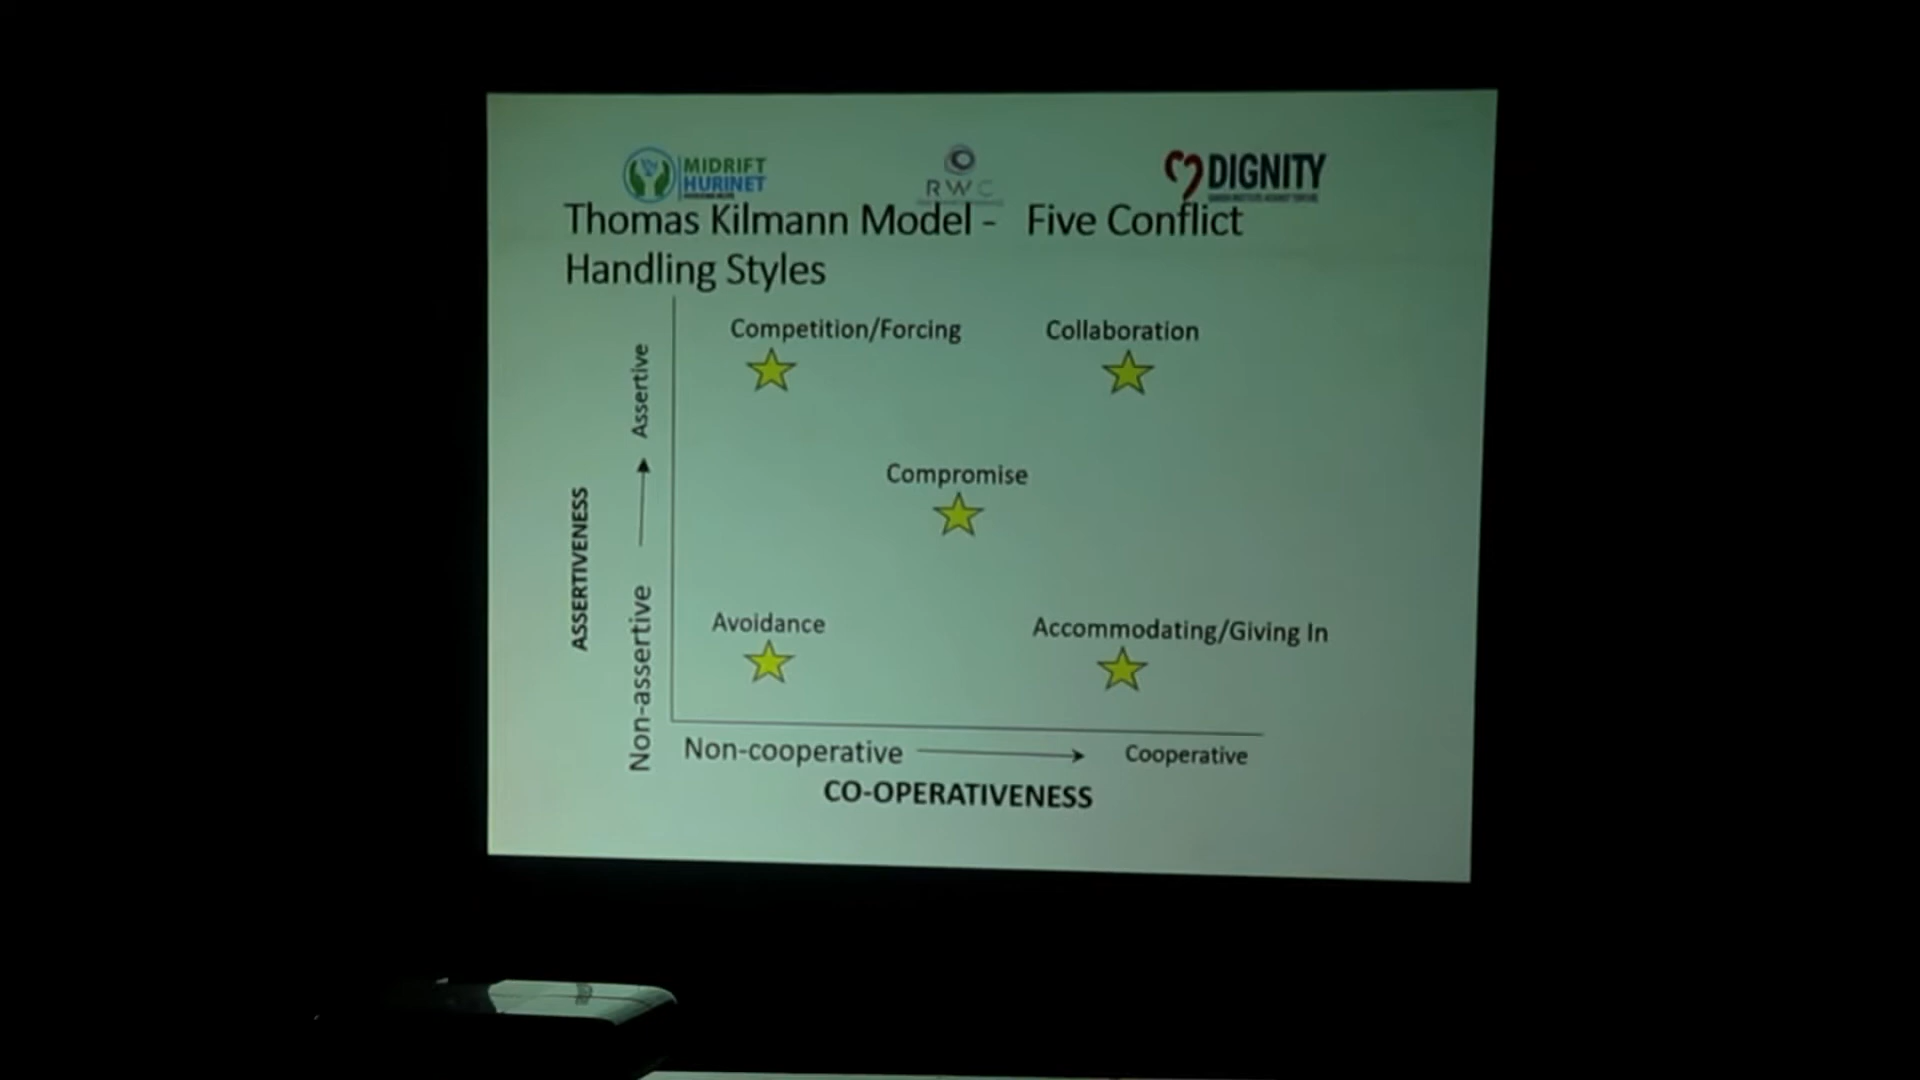 MIDRIFT
HURINET
RWC
DIGNITY
Thomas Kilmann Model - Five Conflict
Handling Styles
Competition/Forcing
Collaboration
Assertive
Compromise
ASSERTIVENESS
Non-assertive
Avoidance
Accommodating/Giving In
Non-cooperative
Cooperative
CO-OPERATIVENESS